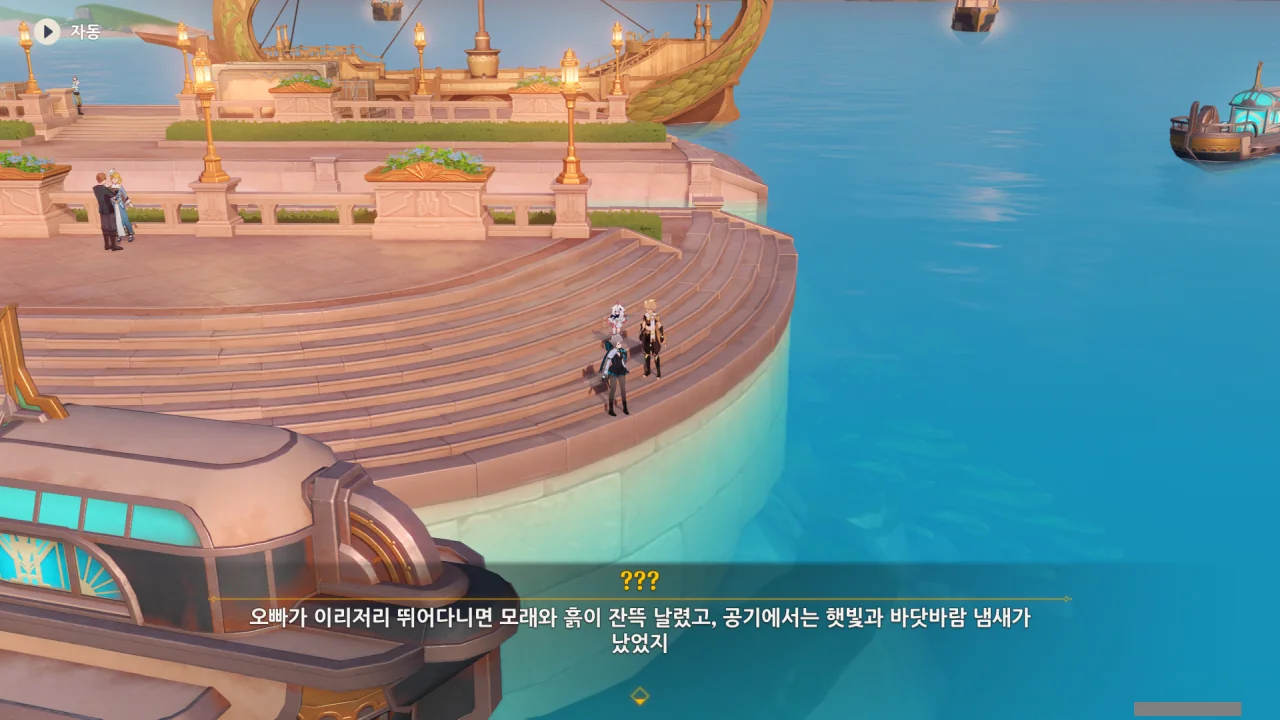 자동
???
오빠가 이리저리 뛰어다니면 모래와 흙이 잔뜩 날렸고, 공기에서는 햇빛과 바닷바람 냄새가
났었지